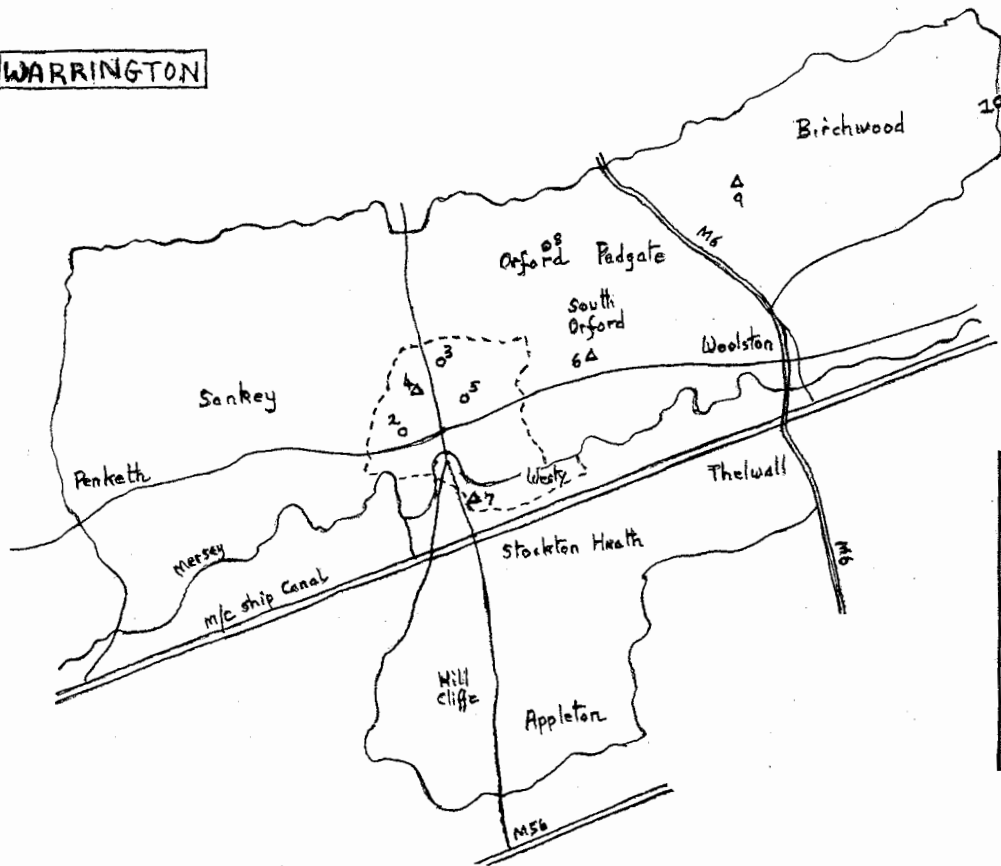 WARRINGTON
Birchwood
10
9
M6
8
Orford Padgate
South
Orford
3
6
Woolston
4
5
Sankey
2
Penketh
Westy
7
Thelwall
Stockton Heath
Mersey
M6
M/c ship Canal
Hill
Cliffe
Appleton
M56